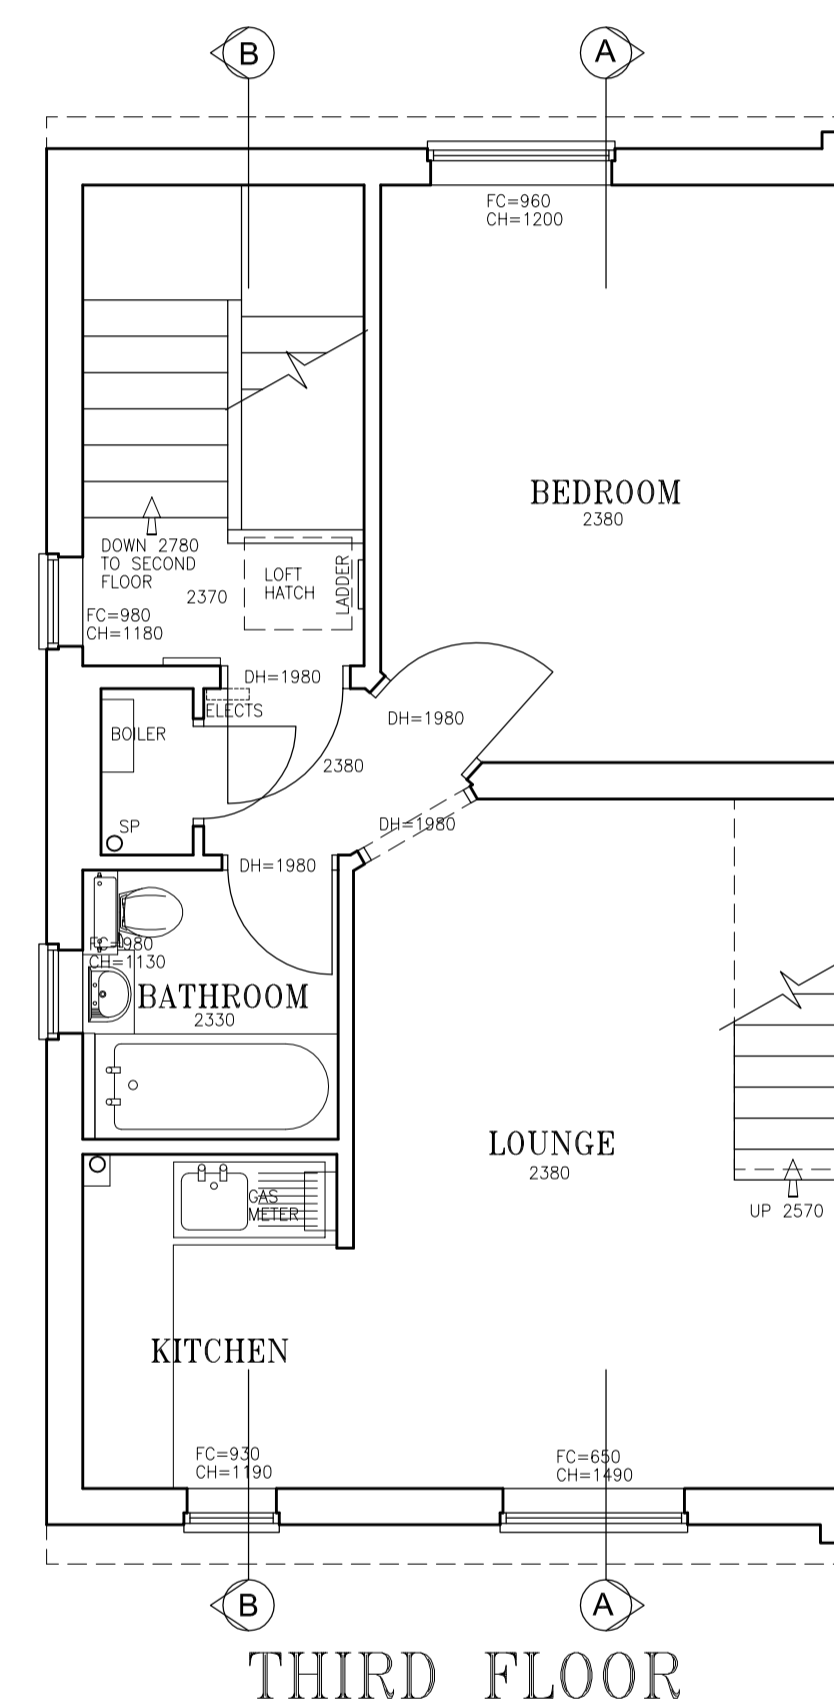 B
A
FC=960
CH=1200
BEDROOM
2380
DOWN 2780
TO SECOND
FLOOR
2370
LOFT
HATCH
LADDER
FC=980
CH=1180
DH=1980
ELECTS
DH=1980
BOILER
2380
SP
DH=1980
DH=1980
FC=980
CH=1130
BATHROOM
2330
LOUNGE
2380
GAS
METER
UP 2570
KITCHEN
FC=930
CH=1190
FC=650
CH=1490
B
A
THIRD FLOOR